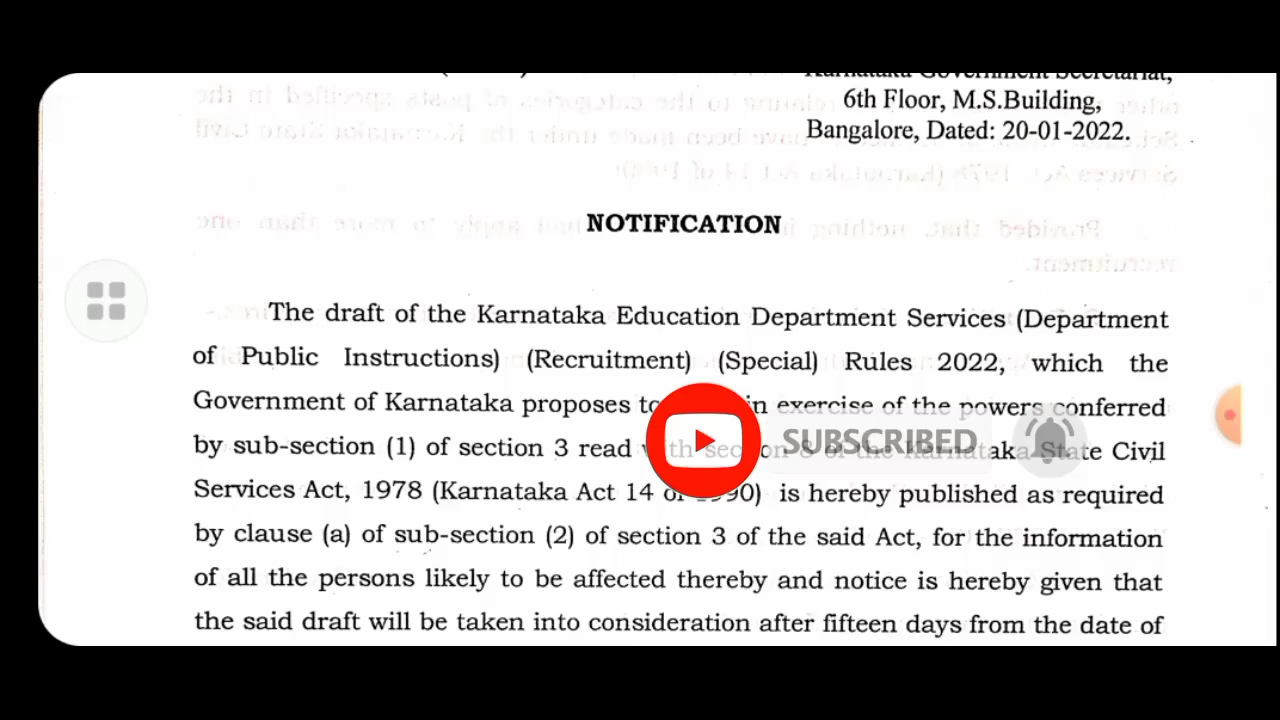 Karnataka Government Secretariat,
6th Floor, M.S.Building,
Bangalore, Dated: 20-01-2022.
NOTIFICATION
The draft of the Karnataka Education Department Services (Department
of Public Instructions) (Recruitment) (Special) Rules 2022, which the
Government of Karnataka proposes to in exercise of the powers conferred
by sub-section (1) of section 3 read with section 8 of the Karnataka State Civil
Services Act, 1978 (Karnataka Act 14 of 1990) is hereby published as required
by clause (a) of sub-section (2) of section 3 of the said Act, for the information
of all the persons likely to be affected thereby and notice is hereby given that
the said draft will be taken into consideration after fifteen days from the date of
SUBSCRIBED